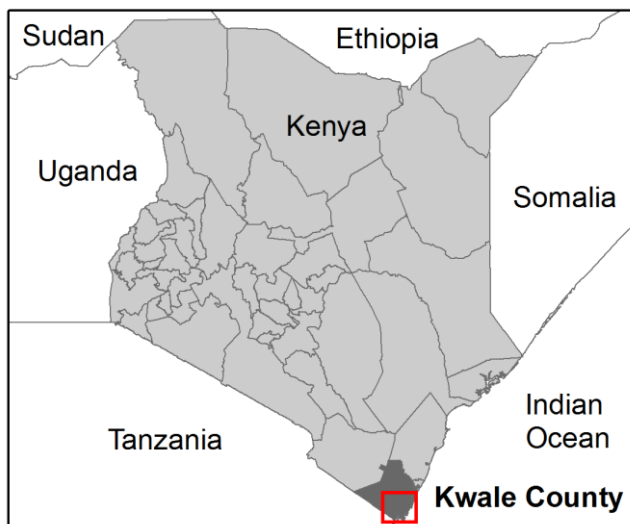 Sudan
Ethiopia
Kenya
Uganda
Somalia
Indian
Ocean
Tanzania
Kwale County